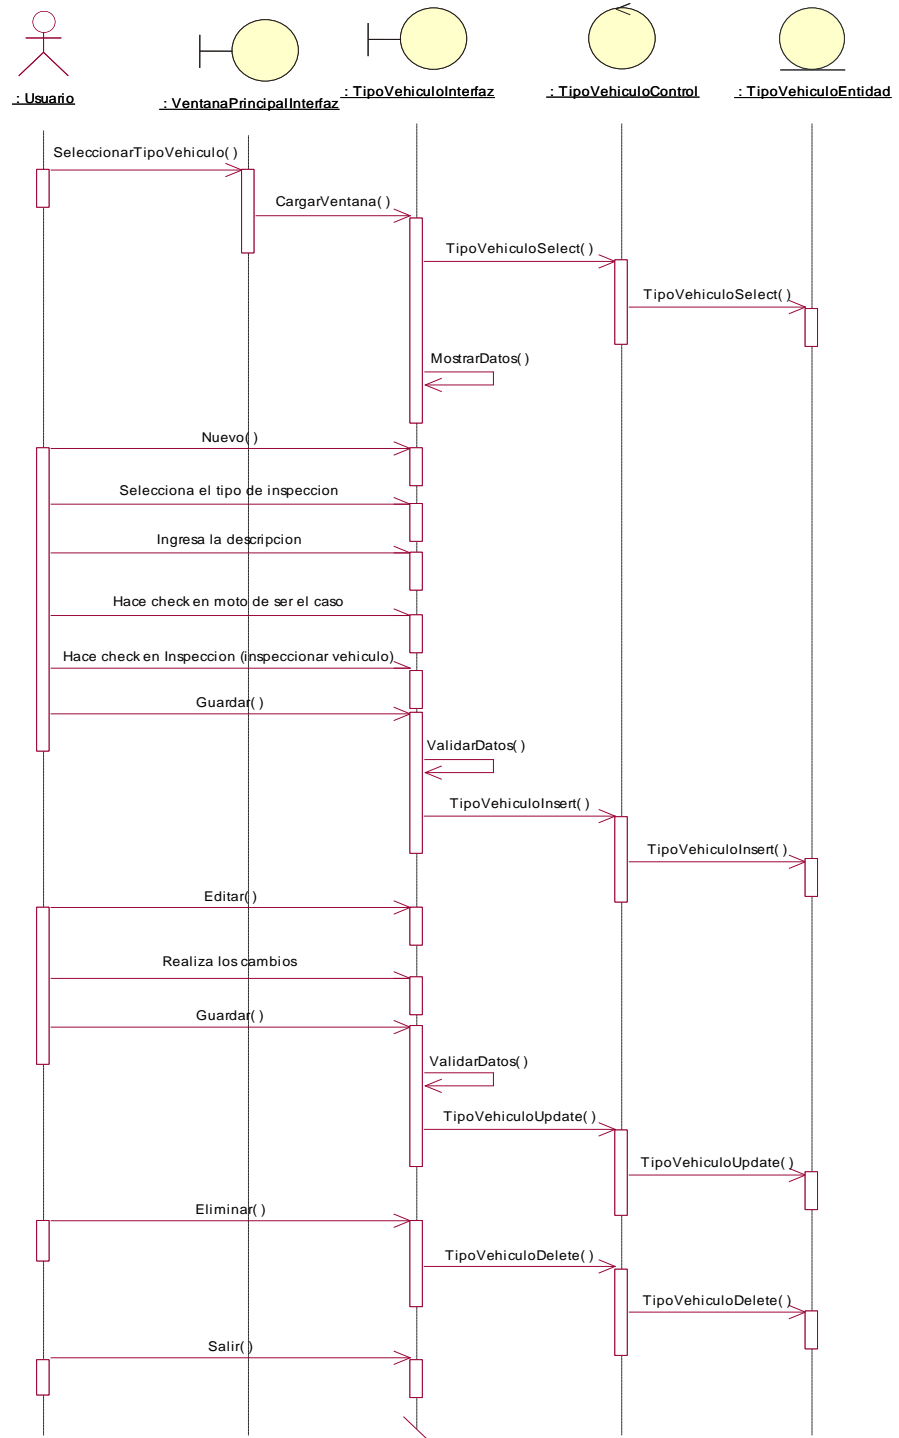 : Usuario
: VentanaPrincipalInterfaz
: TipoVehiculoInterfaz
: TipoVehiculoControl
: TipoVehiculoEntidad
SeleccionarTipoVehiculo( )
CargarVentana( )
TipoVehiculoSelect( )
TipoVehiculoSelect( )
MostrarDatos( )
Nuevo( )
Selecciona el tipo de inspeccion
Ingresa la descripcion
Hace check en moto de ser el caso
Hace check en Inspeccion (inspeccionar vehiculo)
Guardar( )
ValidarDatos( )
TipoVehiculoInsert( )
TipoVehiculoInsert( )
Editar( )
Realiza los cambios
Guardar( )
ValidarDatos( )
TipoVehiculoUpdate( )
TipoVehiculoUpdate( )
Eliminar( )
TipoVehiculoDelete( )
TipoVehiculoDelete( )
Salir( )